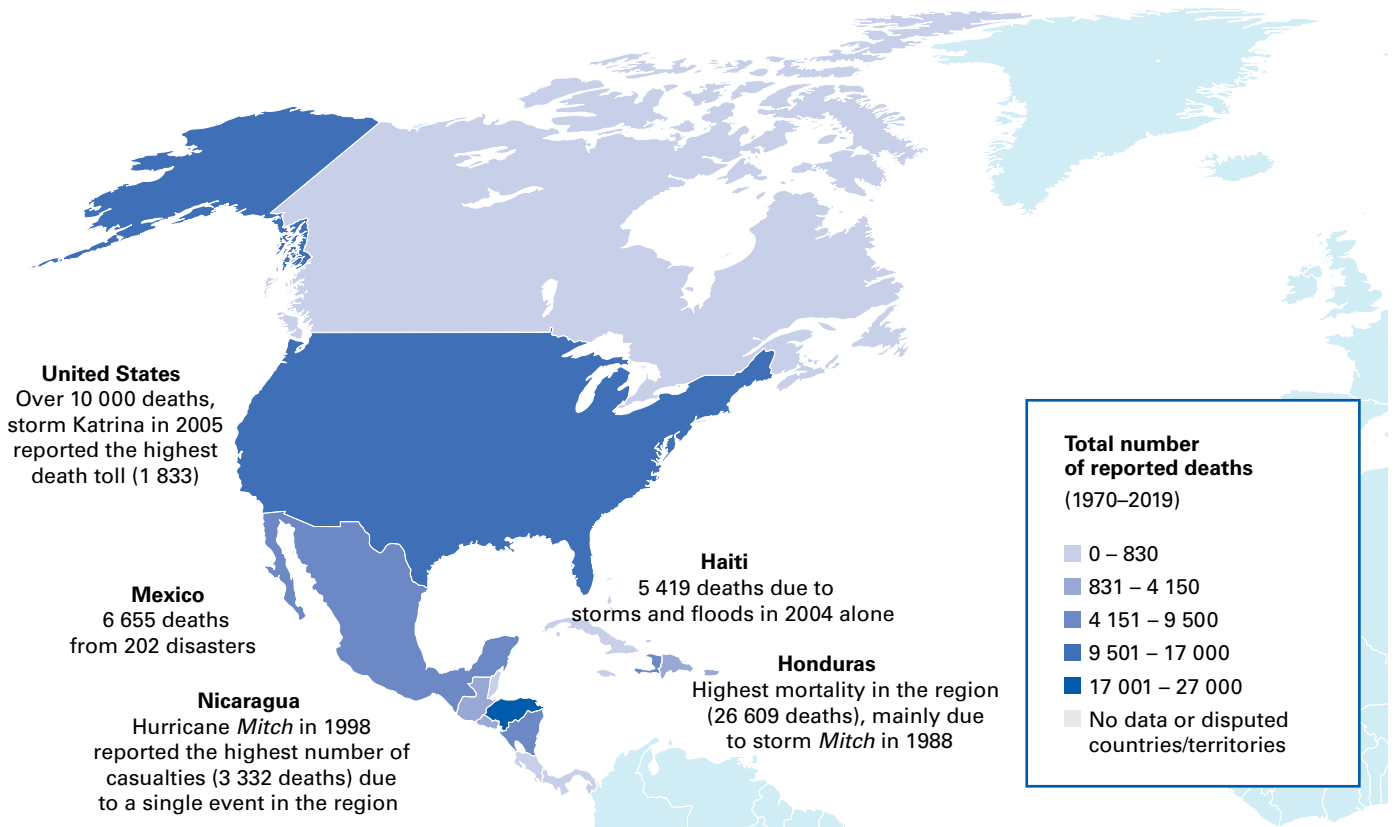 United States
Over 10 000 deaths,
storm Katrina in 2005
reported the highest
death toll (1 833)
Mexico
6 655 deaths
from 202 disasters
Nicaragua
Hurricane Mitch in 1998
reported the highest number of
casualties (3 332 deaths) due
to a single event in the region
Haiti
5 419 deaths due to
storms and floods in 2004 alone
Honduras
Highest mortality in the region
(26 609 deaths), mainly due
to storm Mitch in 1988
Total number
of reported deaths
(1970–2019)
0 – 830
831 – 4 150
4 151 – 9 500
9 501 – 17 000
17 001 – 27 000
No data or disputed
countries/territories